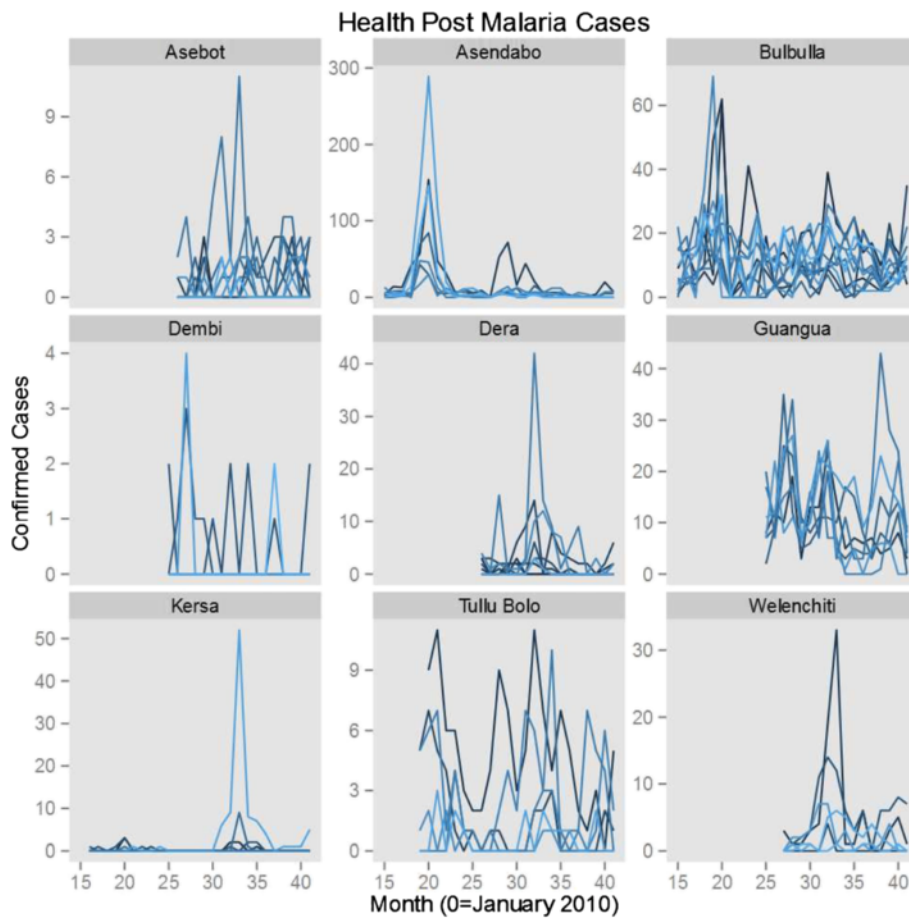 Health Post Malaria Cases
Asebot
Asendabo
Bulbulla
9
6
3
0
300
200
100
0
60
40
20
0
Dembi
Dera
Guangua
4
3
2
1
0
40
30
20
10
0
40
30
20
10
0
Kersa
Tullu Bolo
Welenchiti
50
40
30
20
10
0
9
6
3
0
30
20
10
0
15 20 25 30 35 40
15 20 25 30 35 40
15 20 25 30 35 40
Confirmed Cases
Month (0=January 2010)